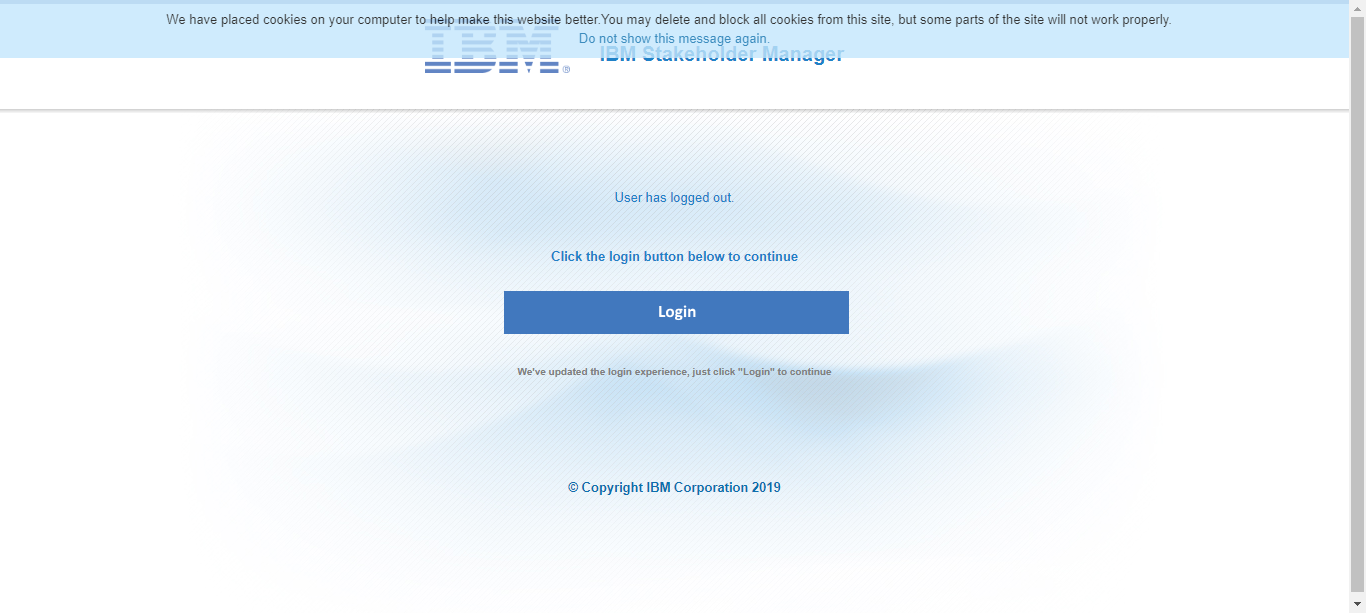 We have placed cookies on your computer to help make this website better.You may delete and block all cookies from this site, but some parts of the site will not work properly.
Do not show this message again.
IBM®
IBM Stakeholder Manager
User has logged out.
Click the login button below to continue
Login
We've updated the login experience, just click "Login" to continue
© Copyright IBM Corporation 2019